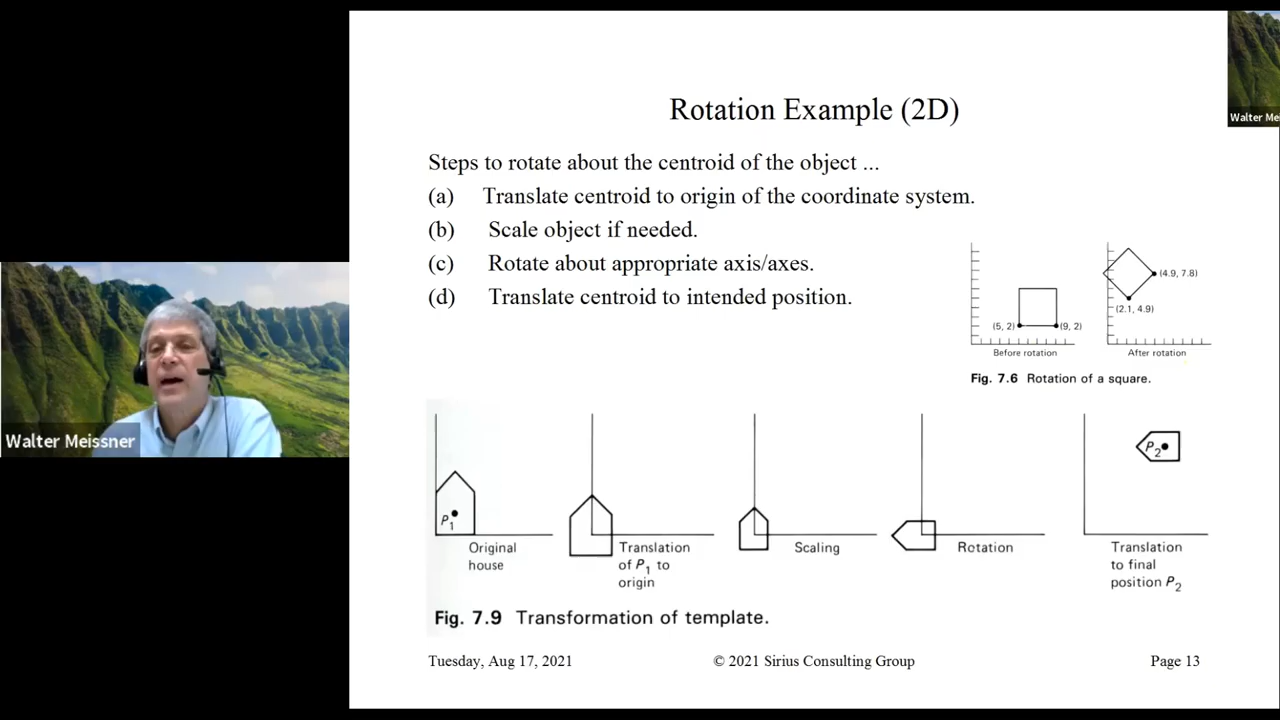 Rotation Example (2D)
Walter Mei
Steps to rotate about the centroid of the object ...
(a) Translate centroid to origin of the coordinate system.
(b) Scale object if needed.
(c) Rotate about appropriate axis/axes.
(d) Translate centroid to intended position.
(5, 2)
(9, 2)
Before rotation
(4.9, 7.8)
(2.1, 4.9)
After rotation
Fig. 7.6 Rotation of a square.
Walter Meissner
P1
Original
house
Translation
of P1 to
origin
Scaling
Rotation
P2
Translation
to final
position P2
Fig. 7.9 Transformation of template.
Tuesday, Aug 17, 2021
© 2021 Sirius Consulting Group
Page 13